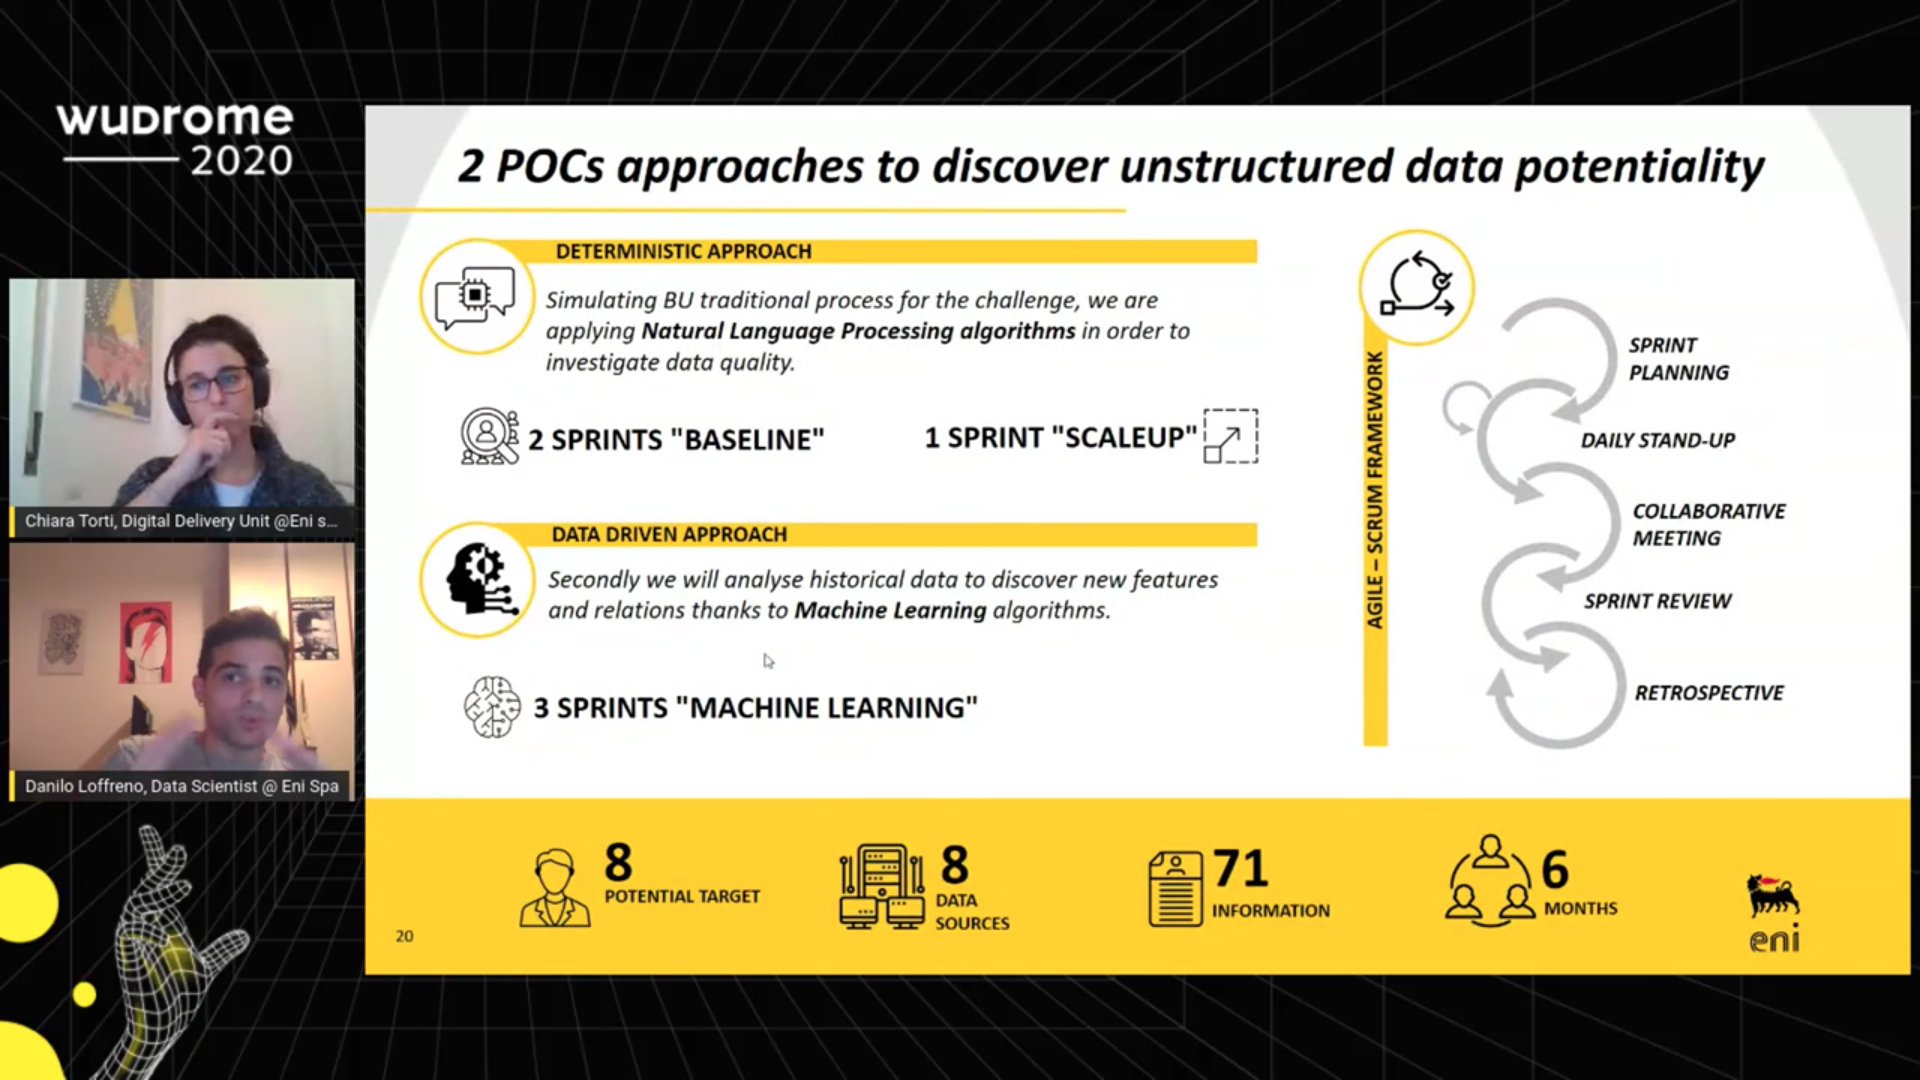 wuDrome
2020
2 POCs approaches to discover unstructured data potentiality
DETERMINISTIC APPROACH
Simulating BU traditional process for the challenge, we are
applying Natural Language Processing algorithms in order to
investigate data quality.
2 SPRINTS "BASELINE"
1 SPRINT "SCALEUP"
DATA DRIVEN APPROACH
Secondly we will analyse historical data to discover new features
and relations thanks to Machine Learning algorithms.
3 SPRINTS "MACHINE LEARNING"
AGILE – SCRUM FRAMEWORK
SPRINT
PLANNING
DAILY STAND-UP
COLLABORATIVE
MEETING
SPRINT REVIEW
RETROSPECTIVE
Chiara Torti, Digital Delivery Unit @Eni s...
Danilo Loffreno, Data Scientist @ Eni Spa
8
POTENTIAL TARGET
8
DATA
SOURCES
71
INFORMATION
6
MONTHS
eni
20